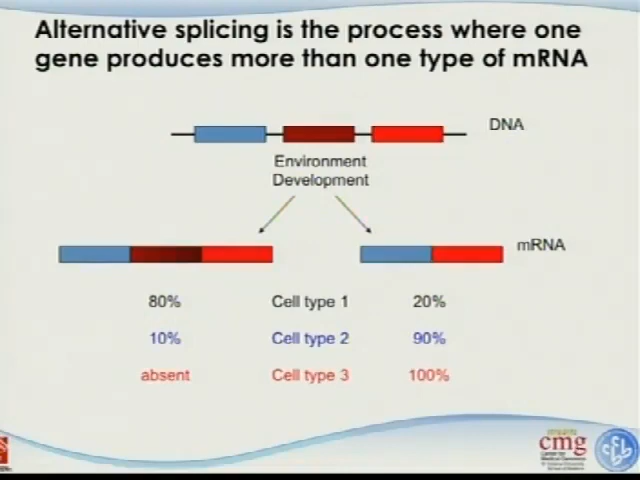 Alternative splicing is the process where one
gene produces more than one type of mRNA
DNA
Environment
Development
mRNA
80% Cell type 1 20%
10% Cell type 2 90%
absent Cell type 3 100%
cmg